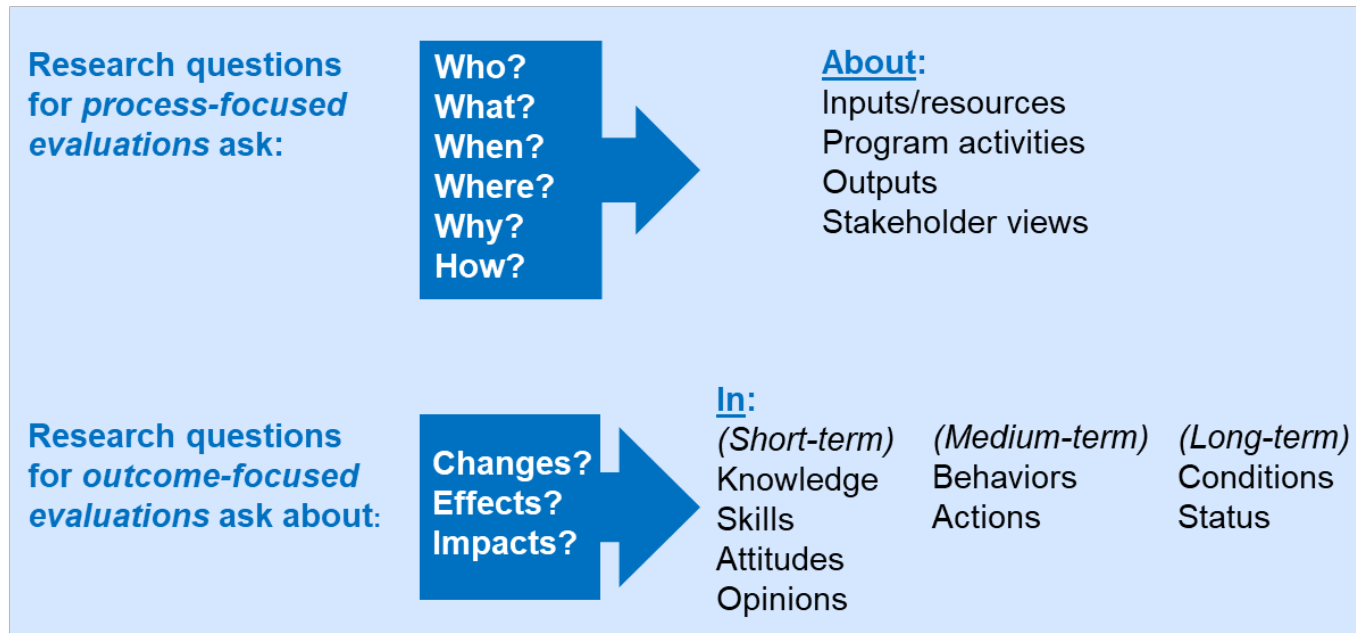 Research questions
for process-focused
evaluations ask:
Who?
What?
When?
Where?
Why?
How?
About:
Inputs/resources
Program activities
Outputs
Stakeholder views
Research questions
for outcome-focused
evaluations ask about:
Changes?
Effects?
Impacts?
In:
(Short-term)
Knowledge
Skills
Attitudes
Opinions
(Medium-term)
Behaviors
Actions
(Long-term)
Conditions
Status